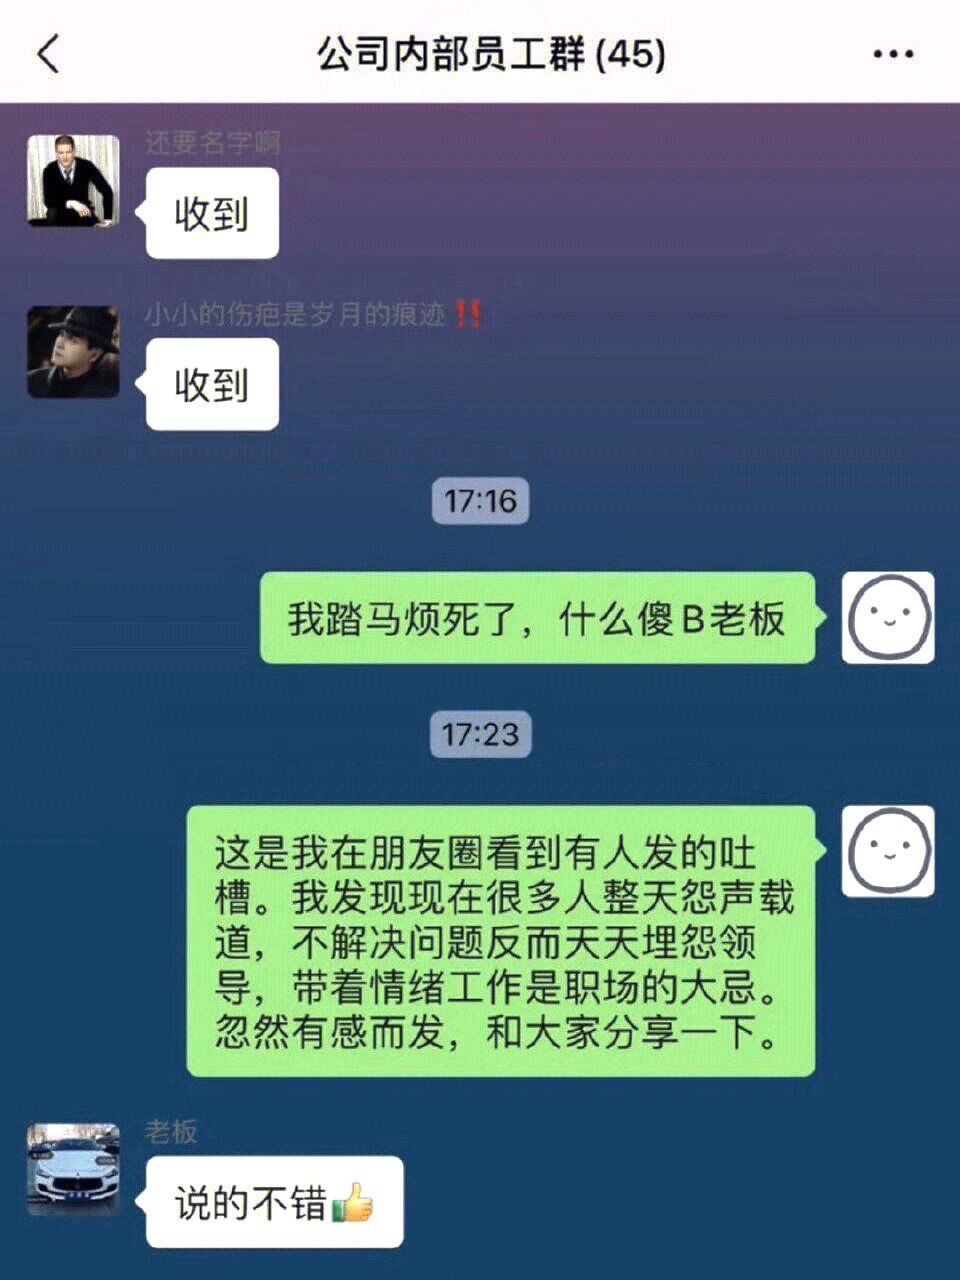 公司内部员工群(45)
还要名字啊
收到
小小的伤疤是岁月的痕迹‼️
收到
17:16
我踏马烦死了，什么傻B老板
17:23
这是我在朋友圈看到有人发的吐
槽。我发现现在很多人整天怨声载
道，不解决问题反而天天埋怨领
导，带着情绪工作是职场的大忌。
忽然有感而发，和大家分享一下。
老板
说的不错👍